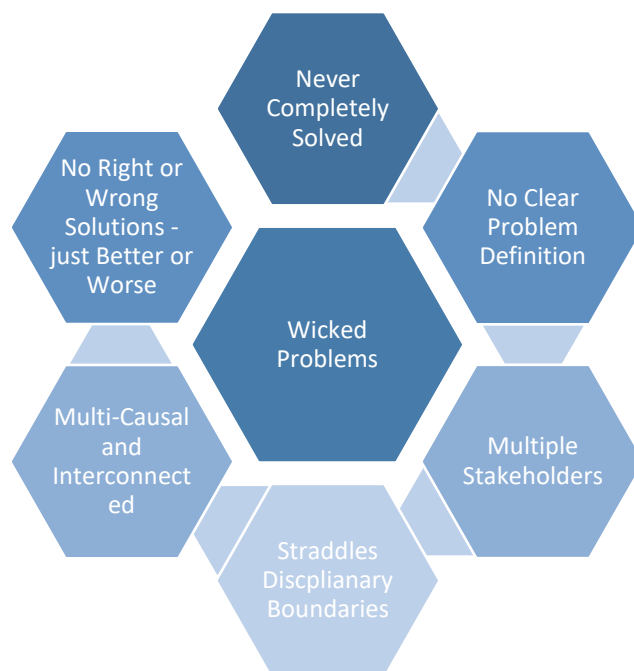 Never
Completely
Solved
No Clear
Problem
Definition
Multiple
Stakeholders
Straddles
Discplianary
Boundaries
Multi-Causal
and
Interconnect
ed
No Right or
Wrong
Solutions -
just Better or
Worse
Wicked
Problems